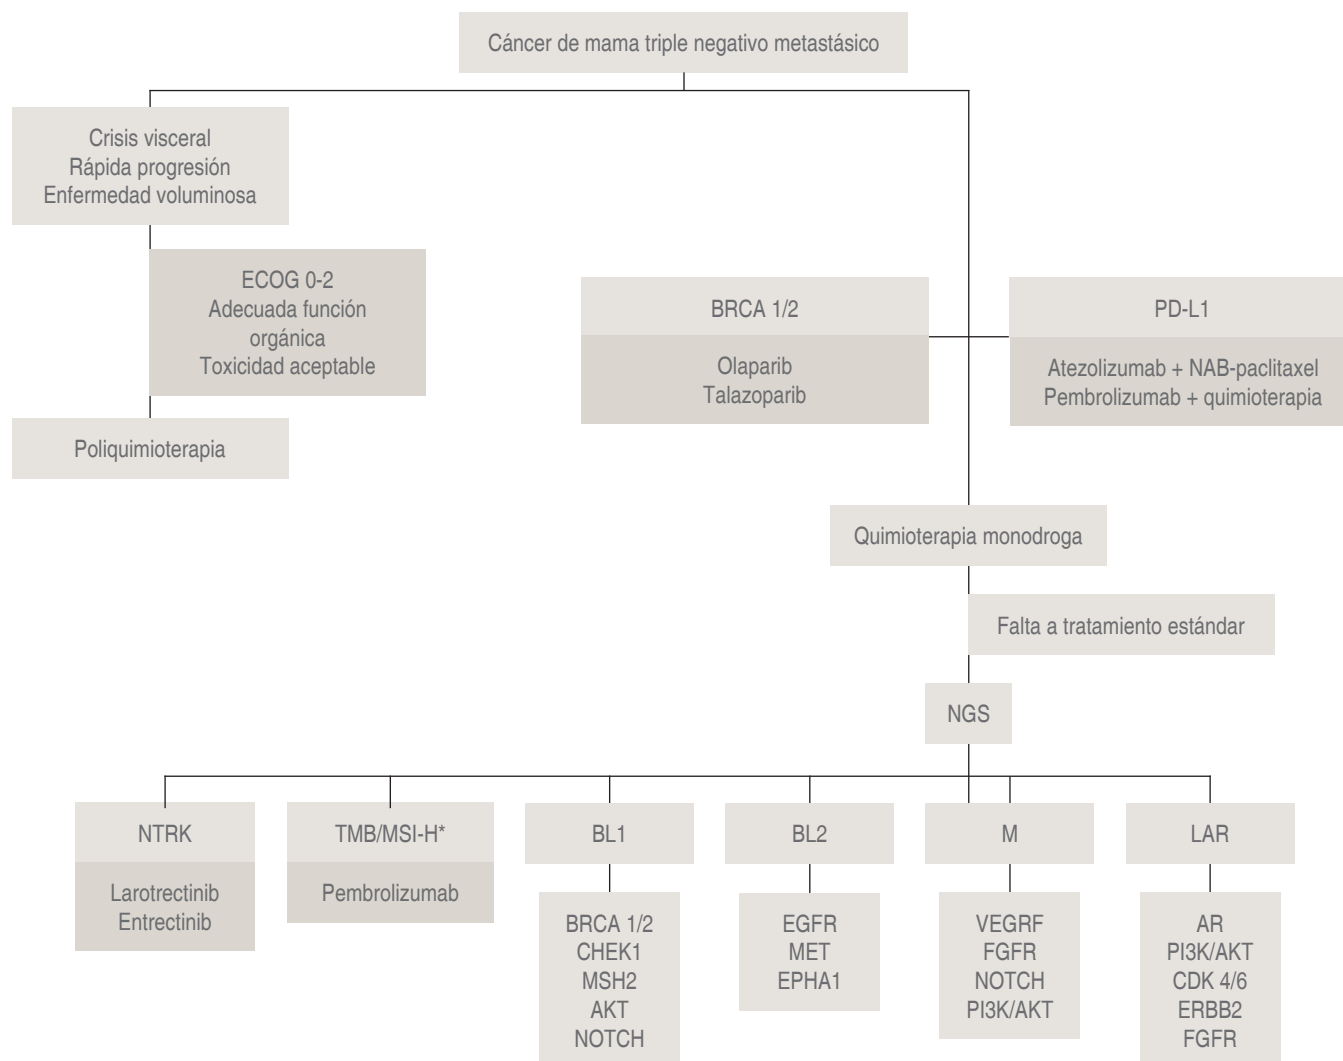 Cáncer de mama triple negativo metastásico
Crisis visceral
Rápida progresión
Enfermedad voluminosa
ECOG 0-2
Adecuada función
orgánica
Toxicidad aceptable
Poliquimioterapia
BRCA 1/2
Olaparib
Talazoparib
PD-L1
Atezolizumab + NAB-paclitaxel
Pembrolizumab + quimioterapia
Quimioterapia monodroga
Falta a tratamiento estándar
NGS
NTRK
Larotrectinib
Entrectinib
TMB/MSI-H*
Pembrolizumab
BL1
BRCA 1/2
CHEK1
MSH2
AKT
NOTCH
BL2
EGFR
MET
EPHA1
M
VEGRF
FGFR
NOTCH
PI3K/AKT
LAR
AR
PI3K/AKT
CDK 4/6
ERBB2
FGFR